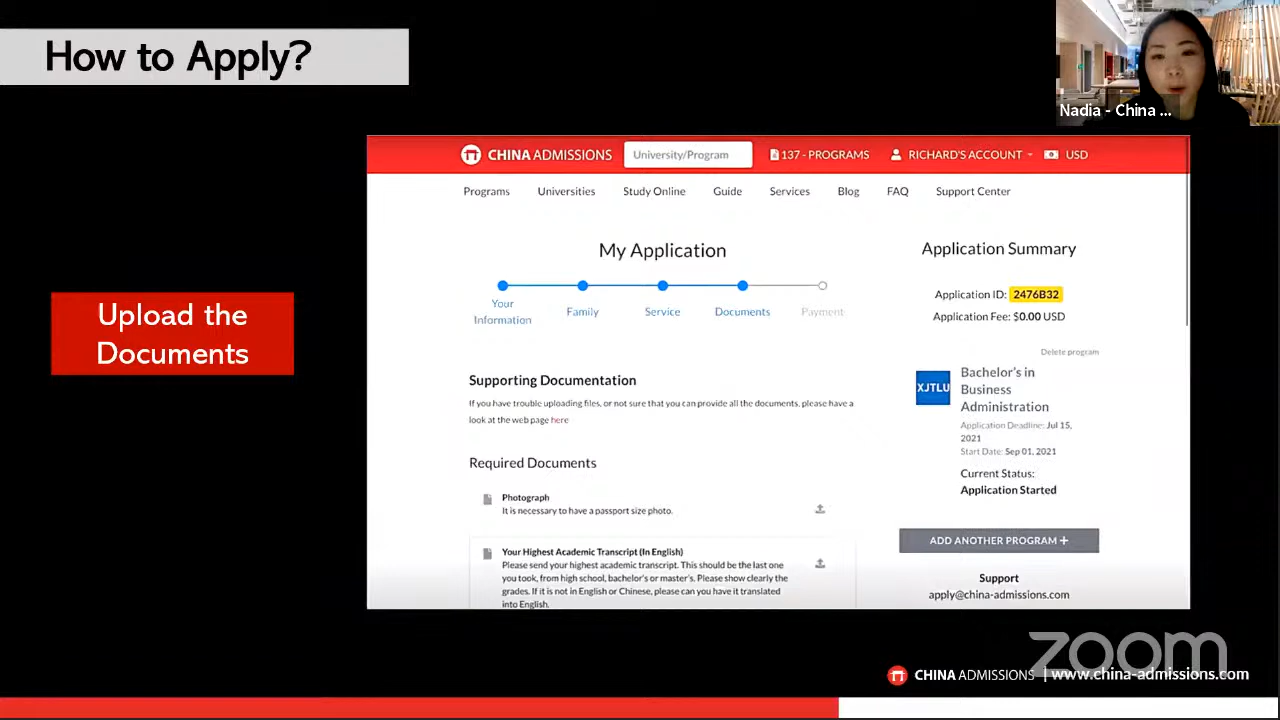 How to Apply?
Nadia - China ...
CHINA ADMISSIONS
University/Program
137 - PROGRAMS
RICHARD'S ACCOUNT
USD
Programs
Universities
Study Online
Guide
Services
Blog
FAQ
Support Center
My Application
Your
Information
Family
Service
Documents
Payment
Application Summary
Application ID: 2476B32
Application Fee: $0.00 USD
Delete program
XJTLU
Bachelor's in
Business
Administration
Application Deadline: Jul 15,
2021
Start Date: Sep 01, 2021
Current Status:
Application Started
ADD ANOTHER PROGRAM +
Support
apply@china-admissions.com
Upload the
Documents
Supporting Documentation
If you have trouble uploading files, or not sure that you can provide all the documents, please have a
look at the web page here
Required Documents
Photograph
It is necessary to have a passport size photo.
Your Highest Academic Transcript (In English)
Please send your highest academic transcript. This should be the last one
you took, from high school, bachelor's or master's. Please show clearly the
grades. If it is not in English or Chinese, please can you have it translated
into English.
zoom
CHINA ADMISSIONS | www.china-admissions.com